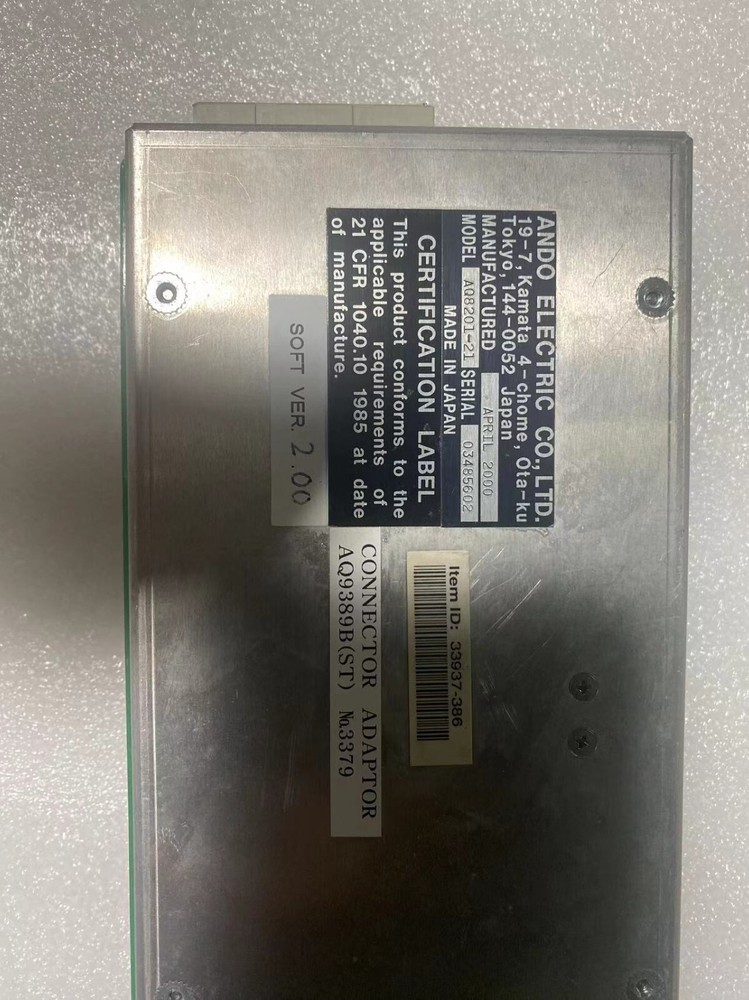 ANDO ELECTRIC CO., LTD.
19-7, Kamata 4-chome, Ōta-ku
Tokyo, 144-0052 Japan
MANUFACTURED APRIL 2000
MODEL AQ8201-21 SERIAL 03485602
MADE IN JAPAN
CERTIFICATION LABEL
This product conforms to the
applicable requirements of
21 CFR 1040.10 1985 at date
of manufacture.
SOFT VER. 2.00
Item ID: 33937-386
CONNECTOR ADAPTOR
AQ9389B(ST) No.3379